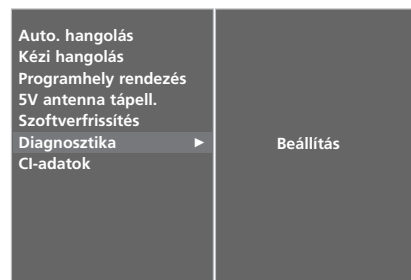 Auto. hangolás
Kézi hangolás
Programhely rendezés
5V antenna tápell.
Szoftverfrissítés
Diagnosztika ►
CI-adatok
Beállítás